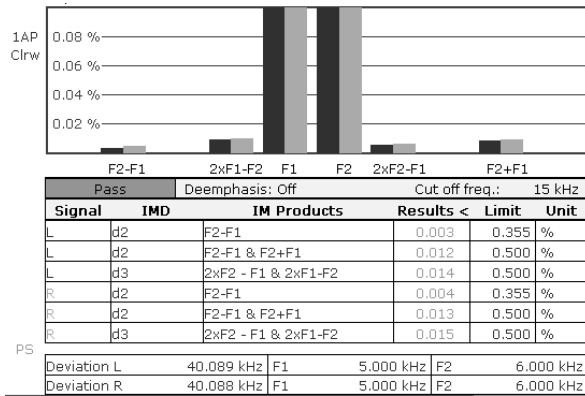 1AP
Clrw
0.08 %
0.06 %
0.04 %
0.02 %
F2-F1 2xF1-F2 F1 F2 2xF2-F1 F2+F1
Pass Deemphasis: Off Cut off freq.: 15 kHz
Signal IMD IM Products Results < Limit Unit
L d2 F2-F1 0.003 0.355 %
L d2 F2-F1 & F2+F1 0.012 0.500 %
L d3 2xF2 - F1 & 2xF1-F2 0.014 0.500 %
R d2 F2-F1 0.004 0.355 %
R d2 F2-F1 & F2+F1 0.013 0.500 %
R d3 2xF2 - F1 & 2xF1-F2 0.015 0.500 %
PS
Deviation L 40.089 kHz F1 5.000 kHz F2 6.000 kHz
Deviation R 40.088 kHz F1 5.000 kHz F2 6.000 kHz